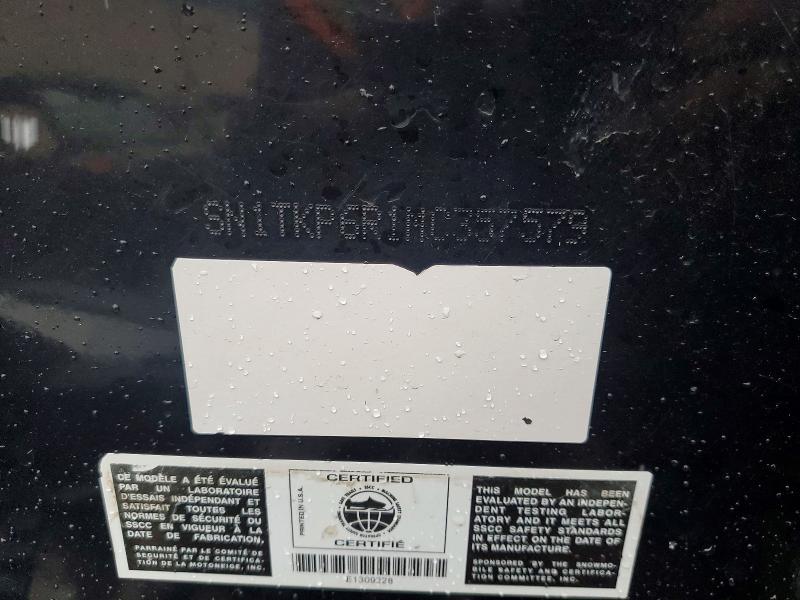 SN1TKP6R1MC357579
CE MODÈLE A ÉTÉ ÉVALUÉ
PAR UN LABORATOIRE
D'ESSAIS INDÉPENDANT ET
SATISFAIT TOUTES LES
NORMES DE SÉCURITÉ DU
SSCC EN VIGUEUR À LA
DATE DE FABRICATION.
PARRAINÉ PAR LE COMITÉ DE
SÉCURITÉ ET DE CERTIFICA-
TION DE LA MOTONEIGE, INC.
PRINTED IN U.S.A.
CERTIFIED
SSCC
CERTIFIÉ
E1309228
THIS MODEL HAS BEEN
EVALUATED BY AN INDEPEN-
DENT TESTING LABOR-
ATORY AND IT MEETS ALL
SSCC SAFETY STANDARDS
IN EFFECT ON THE DATE OF
ITS MANUFACTURE.
SPONSORED BY THE SNOWMO-
BILE SAFETY AND CERTIFICA-
TION COMMITTEE, INC.